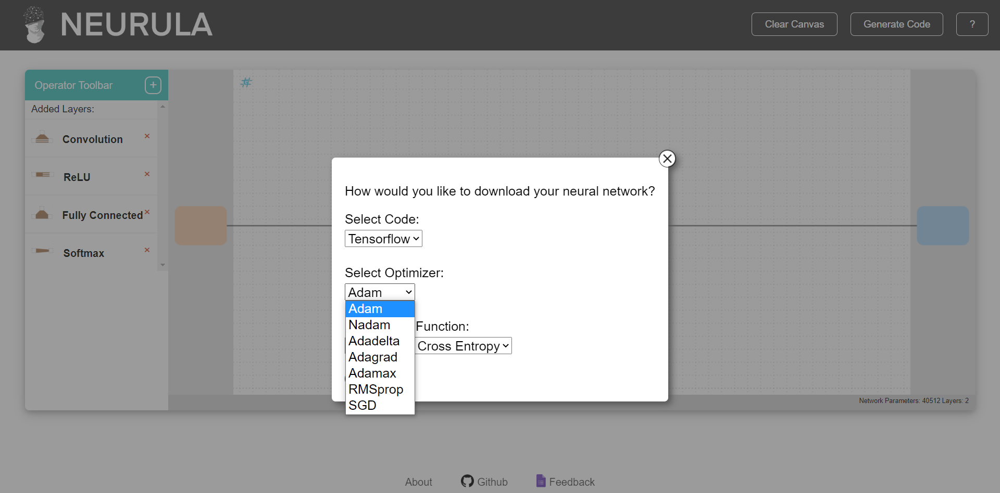 NEURULA
Clear Canvas
Generate Code
?
Operator Toolbar
+
Added Layers:
Convolution
ReLU
Fully Connected
Softmax
How would you like to download your neural network?
Select Code:
Tensorflow
Select Optimizer:
Adam
Adam
Nadam
Adadelta
Adagrad
Adamax
RMSprop
SGD
Function:
Cross Entropy
Network Parameters: 40512 Layers: 2
About
Github
Feedback